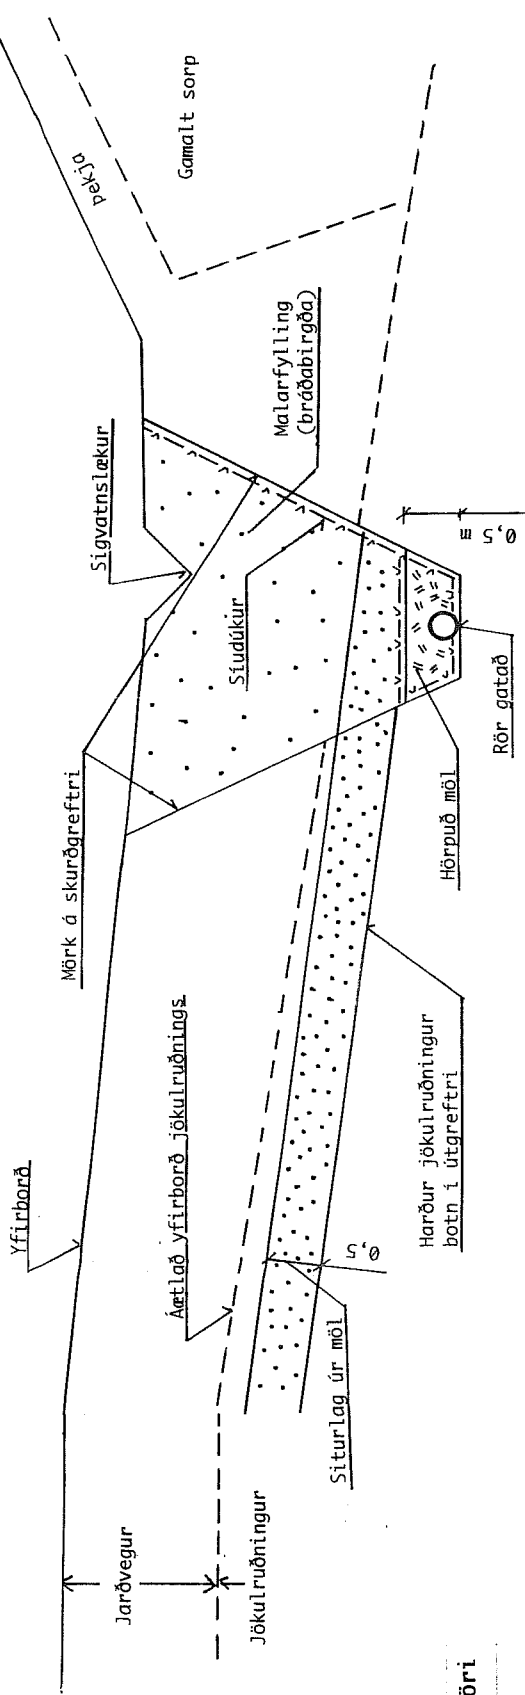 Þekja
Gamalt sorp
Malarfylling
(bráðabirgða)
Sigvatnslækur
Síudúkur
0,5 m
Rör gatað
Hörpuð möl
Mörk á skurðgreftri
Harður jökulruðningur
botn í útgreftri
Yfirborð
Áætlað yfirborð jökulruðnings
0,5
Siturlag úr möl
Jarðvegur
Jökulruðningur
öri